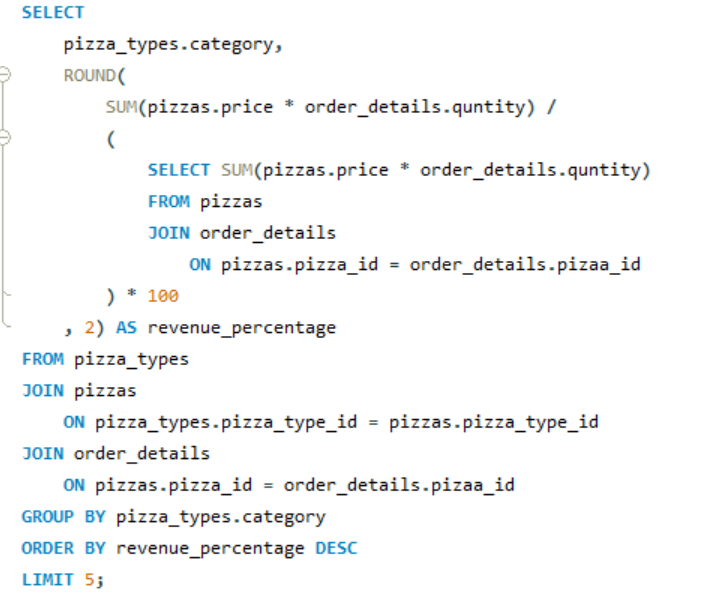 SELECT
pizza_types.category,
ROUND(
SUM(pizzas.price * order_details.quntity) /
(
SELECT SUM(pizzas.price * order_details.quntity)
FROM pizzas
JOIN order_details
ON pizzas.pizza_id = order_details.pizaa_id
) * 100
, 2) AS revenue_percentage
FROM pizza_types
JOIN pizzas
ON pizza_types.pizza_type_id = pizzas.pizza_type_id
JOIN order_details
ON pizzas.pizza_id = order_details.pizaa_id
GROUP BY pizza_types.category
ORDER BY revenue_percentage DESC
LIMIT 5;